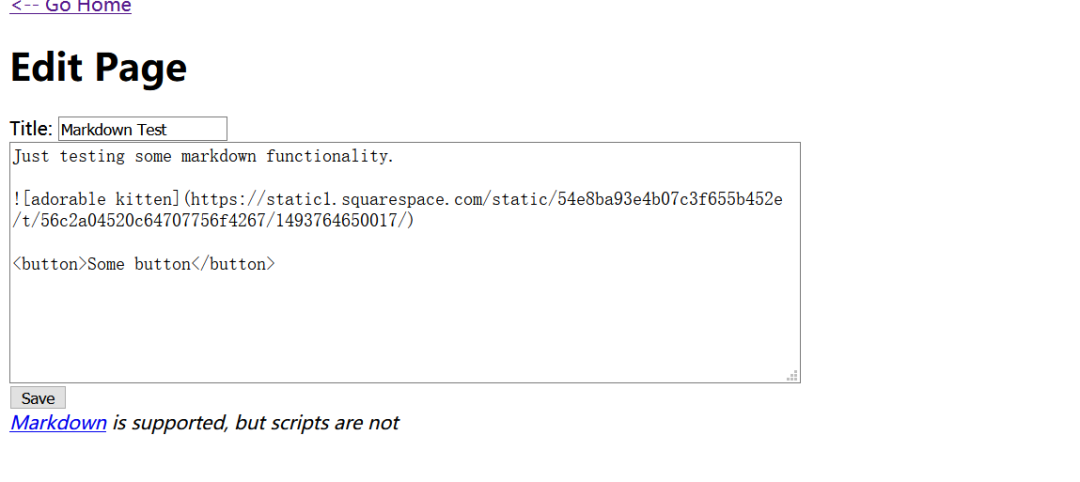 <-- Go Home
Edit Page
Title: Markdown Test
Just testing some markdown functionality.
![adorable kitten](https://static1.squarespace.com/static/54e8ba93e4b07c3f655b452e
/t/56c2a04520c64707756f4267/1493764650017/)
<button>Some button</button>
Save
Markdown is supported, but scripts are not